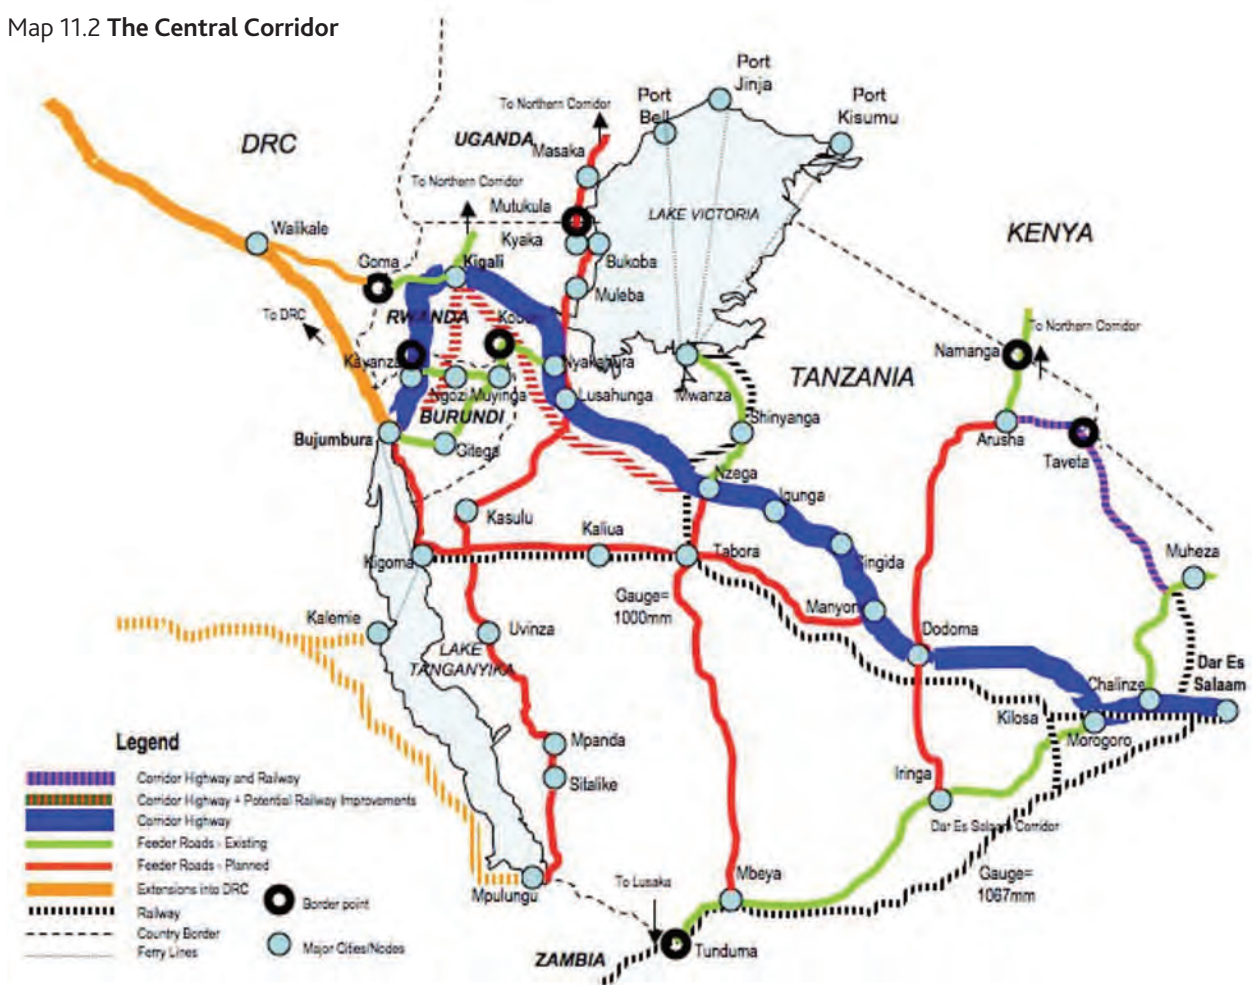 Map 11.2 The Central Corridor
Port
Jinja
Port
Bell
Port
Kisumu
To Northern Corridor
DRC
UGANDA
Masaka
To Northern Corridor
Mutukula
LAKE VICTORIA
Walikale
Kyaka
Bukoba
KENYA
Goma
Kigali
Muleba
To DRC
RWANDA
To Northern Corridor
Namanga
Kayanza
Nyakahura
TANZANIA
Ngozi
Muyinga
Lusahunga
Mwanza
BURUNDI
Shinyanga
Bujumbura
Gitega
Arusha
Taveta
Nzega
Igunga
Kasulu
Kaliua
Kigoma
Tabora
Singida
Muheza
Gauge=
1000mm
Manyoni
Kalemie
Uvinza
Dodoma
LAKE
TANGANYIKA
Dar Es
Salaam
Chalinze
Kilosa
Morogoro
Mpanda
Sitalike
Iringa
Dar Es Salaam Corridor
Mbeya
Gauge=
1067mm
To Lusaka
Mpulungu
Tunduma
ZAMBIA
Legend
Corridor Highway and Railway
Corridor Highway + Potential Railway Improvements
Corridor Highway
Feeder Roads - Existing
Feeder Roads - Planned
Extensions into DRC
Railway
Country Border
Ferry Lines
Border point
Major Cities/Nodes